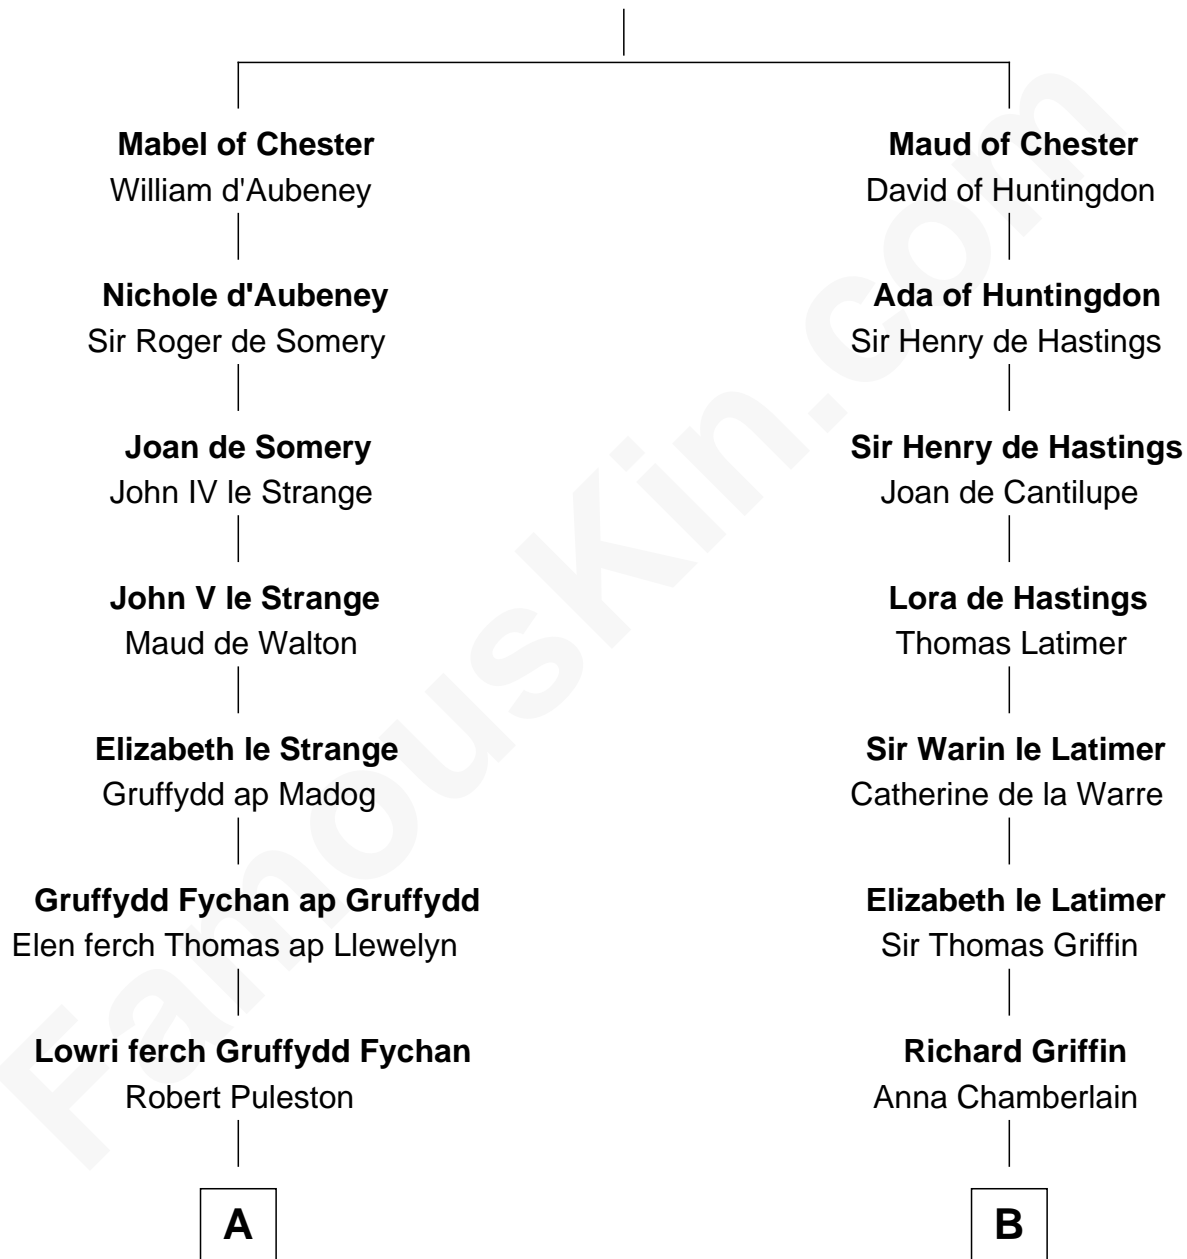 Mabel of Chester
William d'Aubeney
Nichole d'Aubeney
Sir Roger de Somery
Joan de Somery
John IV le Strange
John V le Strange
Maud de Walton
Elizabeth le Strange
Gruffydd ap Madog
Gruffydd Fychan ap Gruffydd
Elen ferch Thomas ap Llewelyn
Lowri ferch Gruffydd Fychan
Robert Puleston
A
Maud of Chester
David of Huntingdon
Ada of Huntingdon
Sir Henry de Hastings
Sir Henry de Hastings
Joan de Cantilupe
Lora de Hastings
Thomas Latimer
Sir Warin le Latimer
Catherine de la Warre
Elizabeth le Latimer
Sir Thomas Griffin
Richard Griffin
Anna Chamberlain
B
FamousKin.com